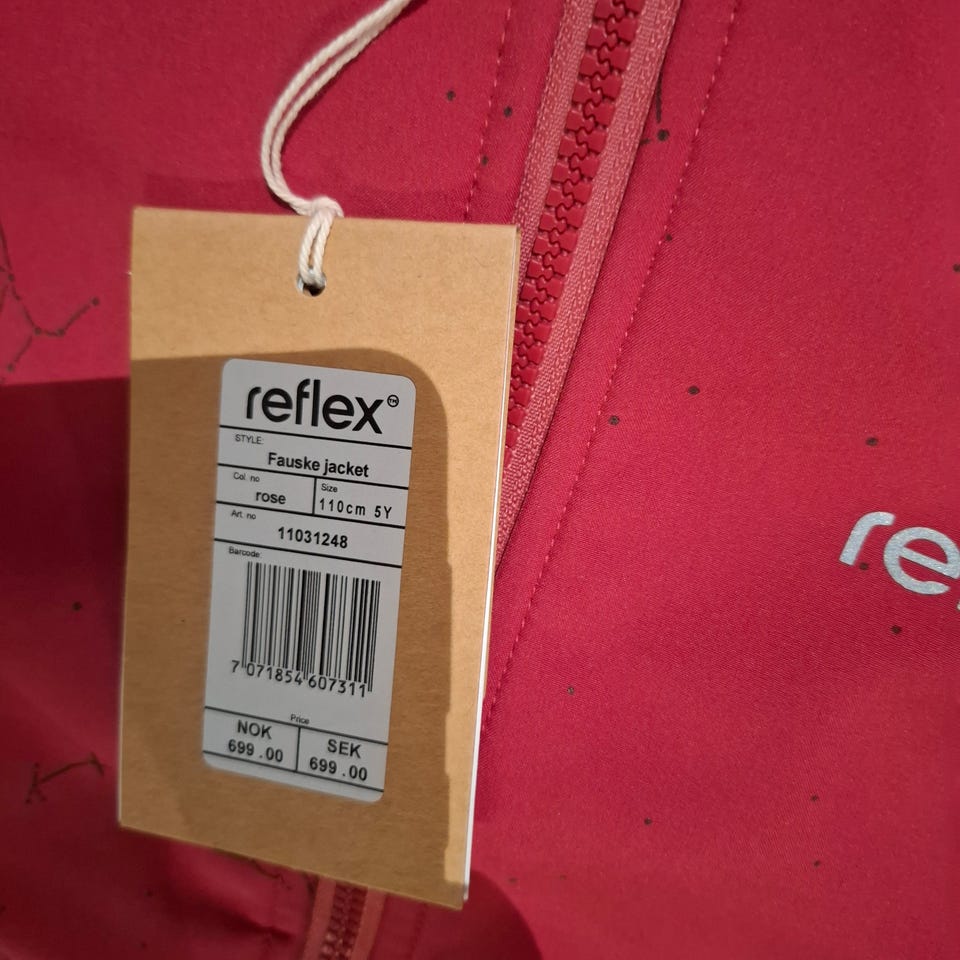 reflex™
STYLE:
Fauske jacket
Col. no
rose
Size
110cm 5Y
Art. no
11031248
Barcode:
7 071854 607311
Price
NOK
699.00
SEK
699.00
re